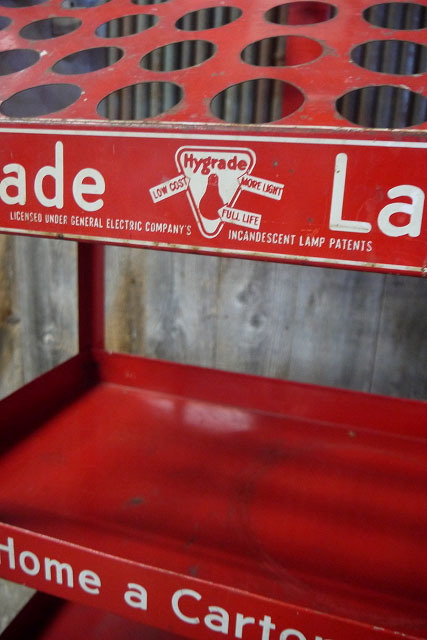 ade La
Hygrade
LOW COST
MORE LIGHT
FULL LIFE
LICENSED UNDER GENERAL ELECTRIC COMPANY'S INCANDESCENT LAMP PATENTS
Home a Carto